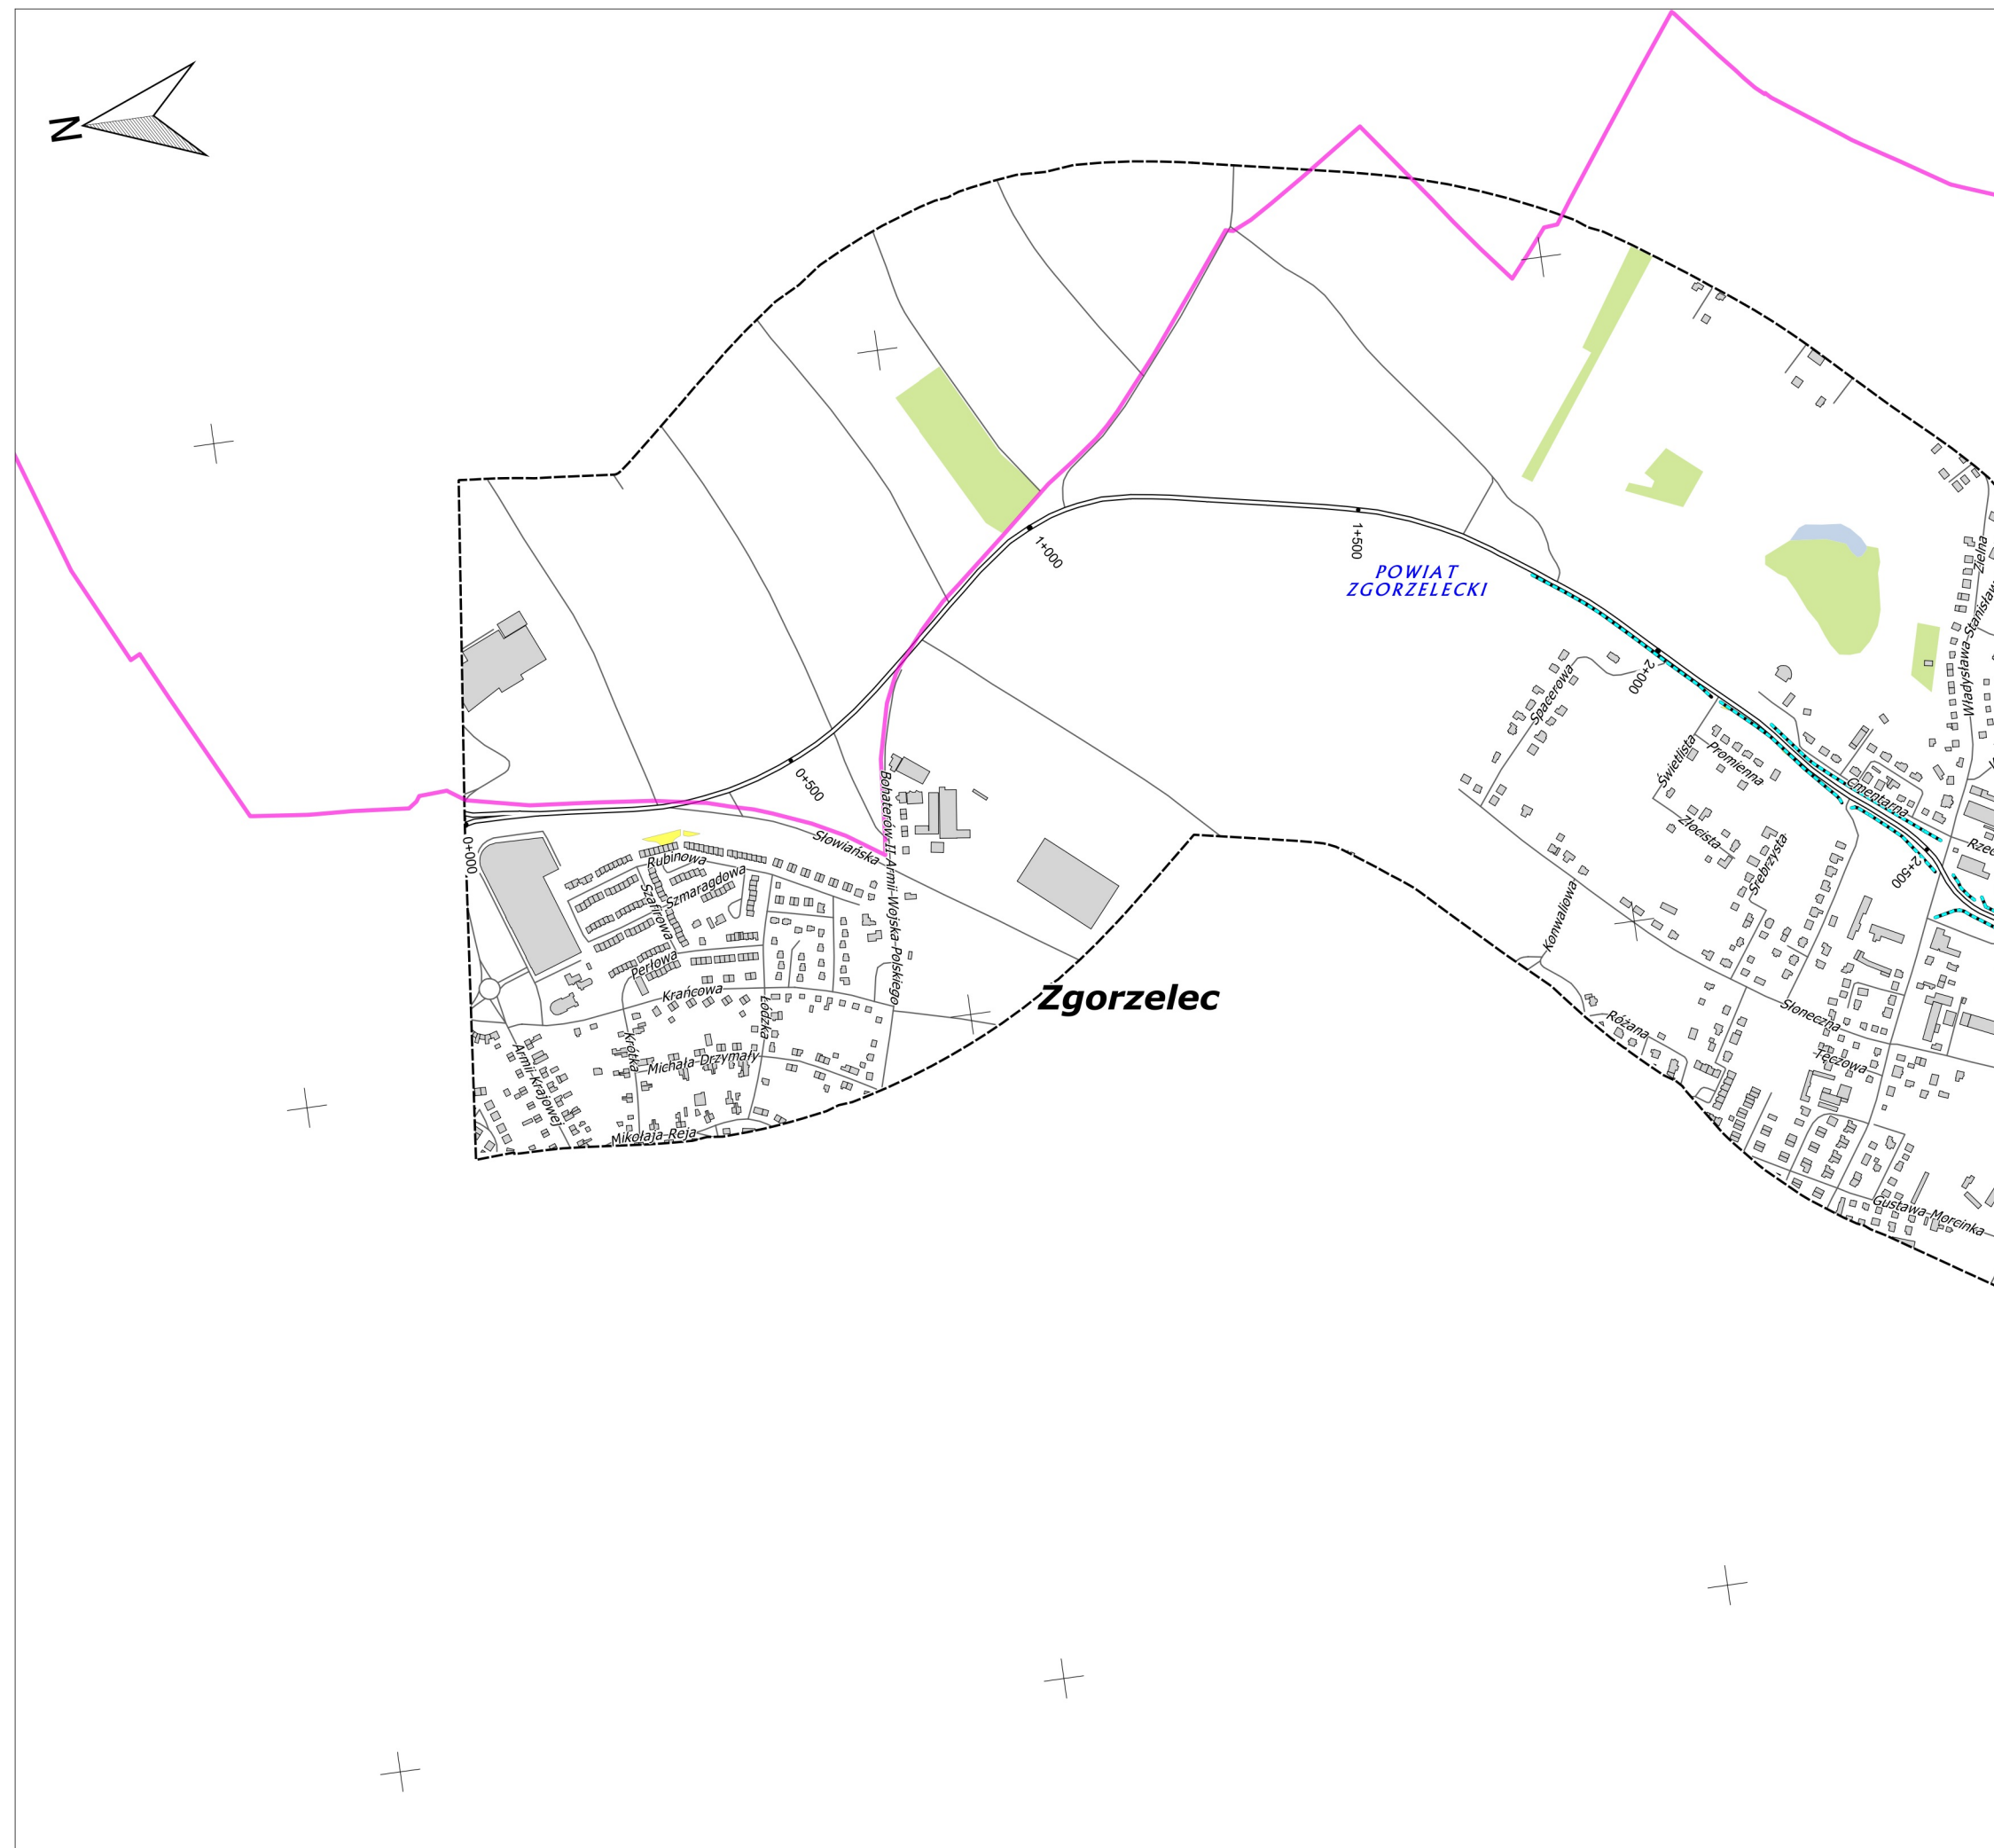 N
1+000
1+500
POWIAT
ZGORZELECKI
Zielna
Władysława Stanisław
2+000
Spacerowa
Świetlista
Promienna
Cmentarna
Złocista
Srebrzysta
Rzec
2+500
0+500
Bohaterów II Armii Wojska Polskiego
Słowiańska
0+000
Rubinowa
Szmaragdowa
Szafirowa
Perłowa
Krańcowa
Łódzka
Krótka
Michała Drzymały
Armii Krajowej
Mikołaja Reja
Zgorzelec
Konwaliowa
Różana
Słoneczna
Tęczowa
Gustawa Morcinka